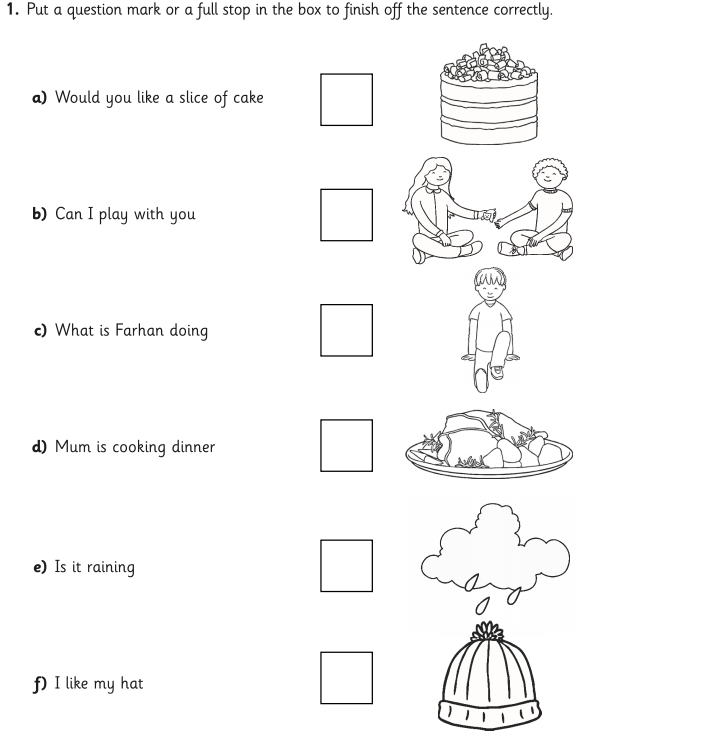 1. Put a question mark or a full stop in the box to finish off the sentence correctly.
a) Would you like a slice of cake
b) Can I play with you
c) What is Farhan doing
d) Mum is cooking dinner
e) Is it raining
f) I like my hat